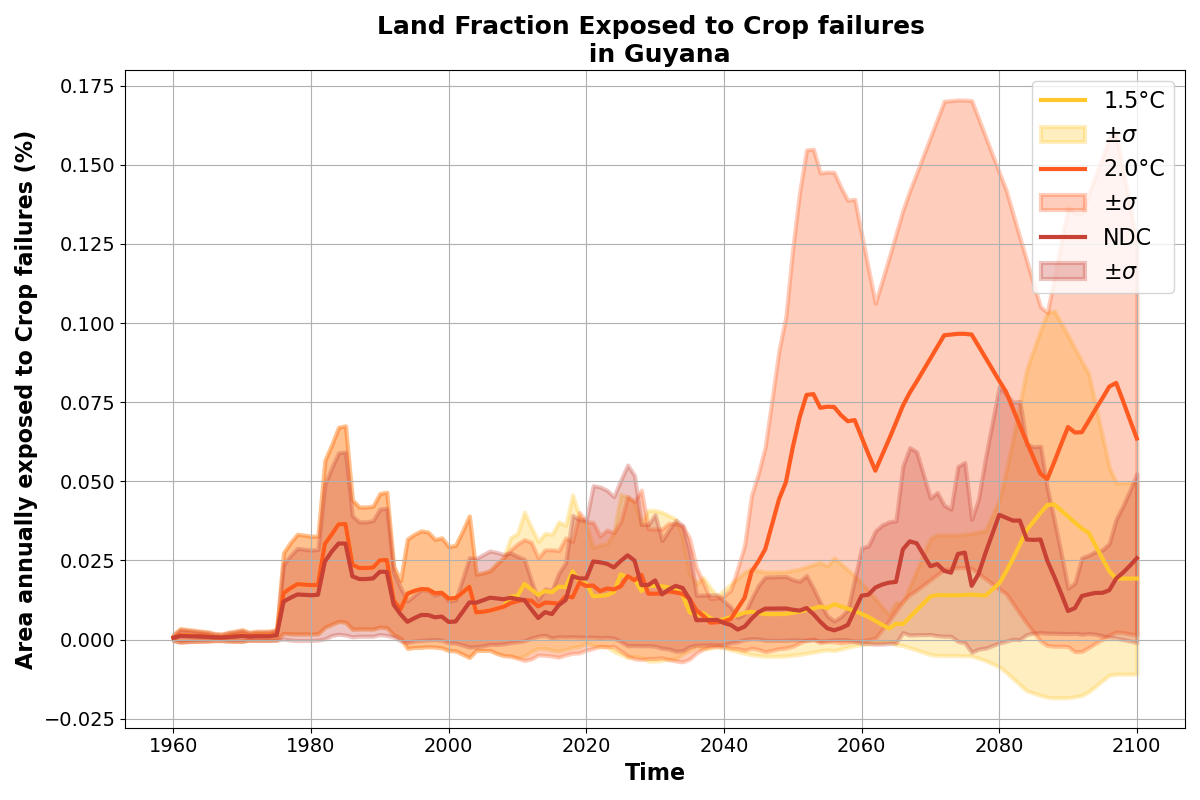 Land Fraction Exposed to Crop failures
in Guyana
Area annually exposed to Crop failures (%)
0.175
0.150
0.125
0.100
0.075
0.050
0.025
0.000
−0.025
1.5°C
±σ
2.0°C
±σ
NDC
±σ
1960 1980 2000 2020 2040 2060 2080 2100
Time